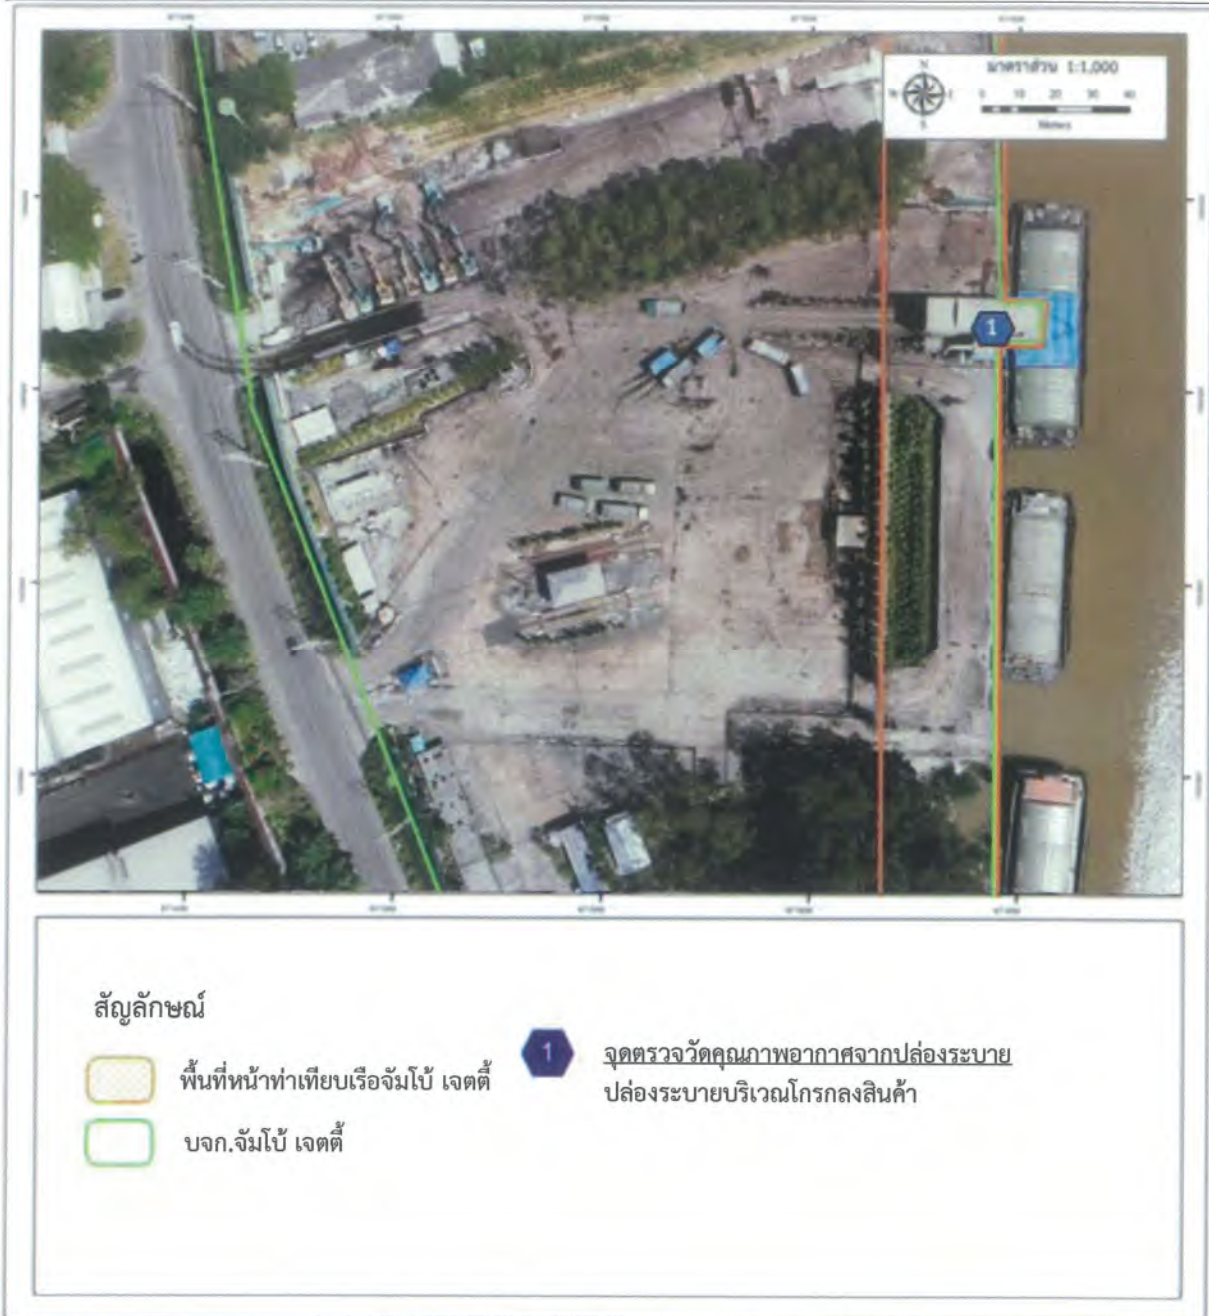 มาตราส่วน 1:1,000
N
W E
S
0 5 10 20 30 40
Meters
1
สัญลักษณ์
พื้นที่หน้าท่าเทียบเรือจัมโบ้ เจตตี้
บจก.จัมโบ้ เจตตี้
1
จุดตรวจวัดคุณภาพอากาศจากปล่องระบาย
ปล่องระบายบริเวณโกรกลงสินค้า